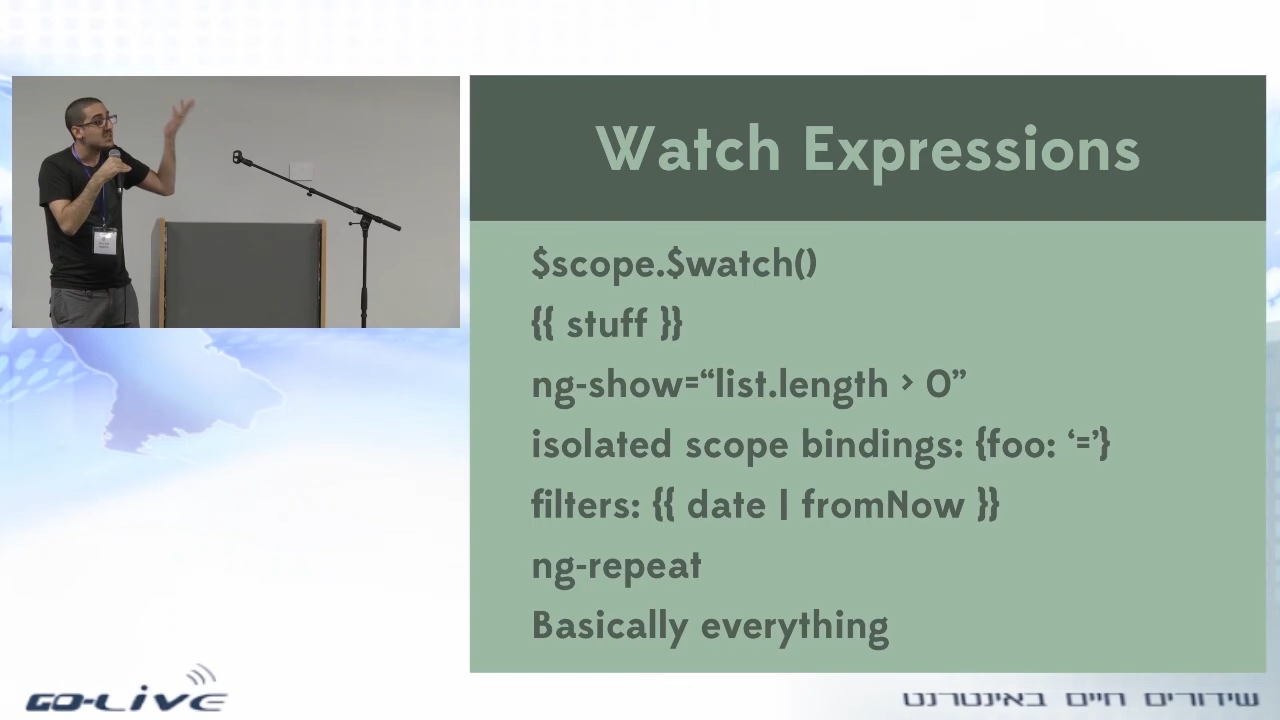 Watch Expressions
$scope.$watch()
{{ stuff }}
ng-show=“list.length > 0”
isolated scope bindings: {foo: ‘=’}
filters: {{ date | fromNow }}
ng-repeat
Basically everything
GO-LIVE
שידורים חיים באינטרנט